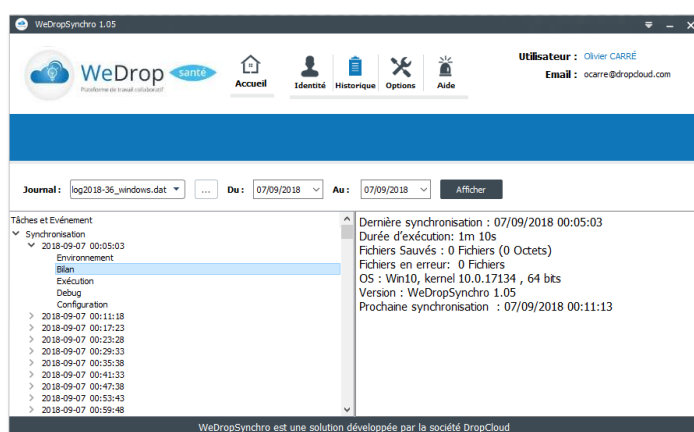 WeDropSynchro 1.05
WeDrop santé
Plateforme de travail collaboratif
Accueil
Identité
Historique
Options
Aide
Utilisateur : Olivier CARRÉ
Email : ocarre@dropcloud.com
Journal : log2018-36_windows.dat ... Du : 07/09/2018 Au : 07/09/2018 Afficher
Tâches et Evénement
Synchronisation
2018-09-07 00:05:03
Environnement
Bilan
Exécution
Debug
Configuration
2018-09-07 00:11:18
2018-09-07 00:17:23
2018-09-07 00:23:28
2018-09-07 00:29:33
2018-09-07 00:35:38
2018-09-07 00:41:33
2018-09-07 00:47:38
2018-09-07 00:53:43
2018-09-07 00:59:48
Dernière synchronisation : 07/09/2018 00:05:03
Durée d'exécution: 1m 10s
Fichiers Sauvés : 0 Fichiers (0 Octets)
Fichiers en erreur: 0 Fichiers
OS : Win10, kernel 10.0.17134 , 64 bits
Version : WeDropSynchro 1.05
Prochaine synchronisation : 07/09/2018 00:11:13
WeDropSynchro est une solution développée par la société DropCloud